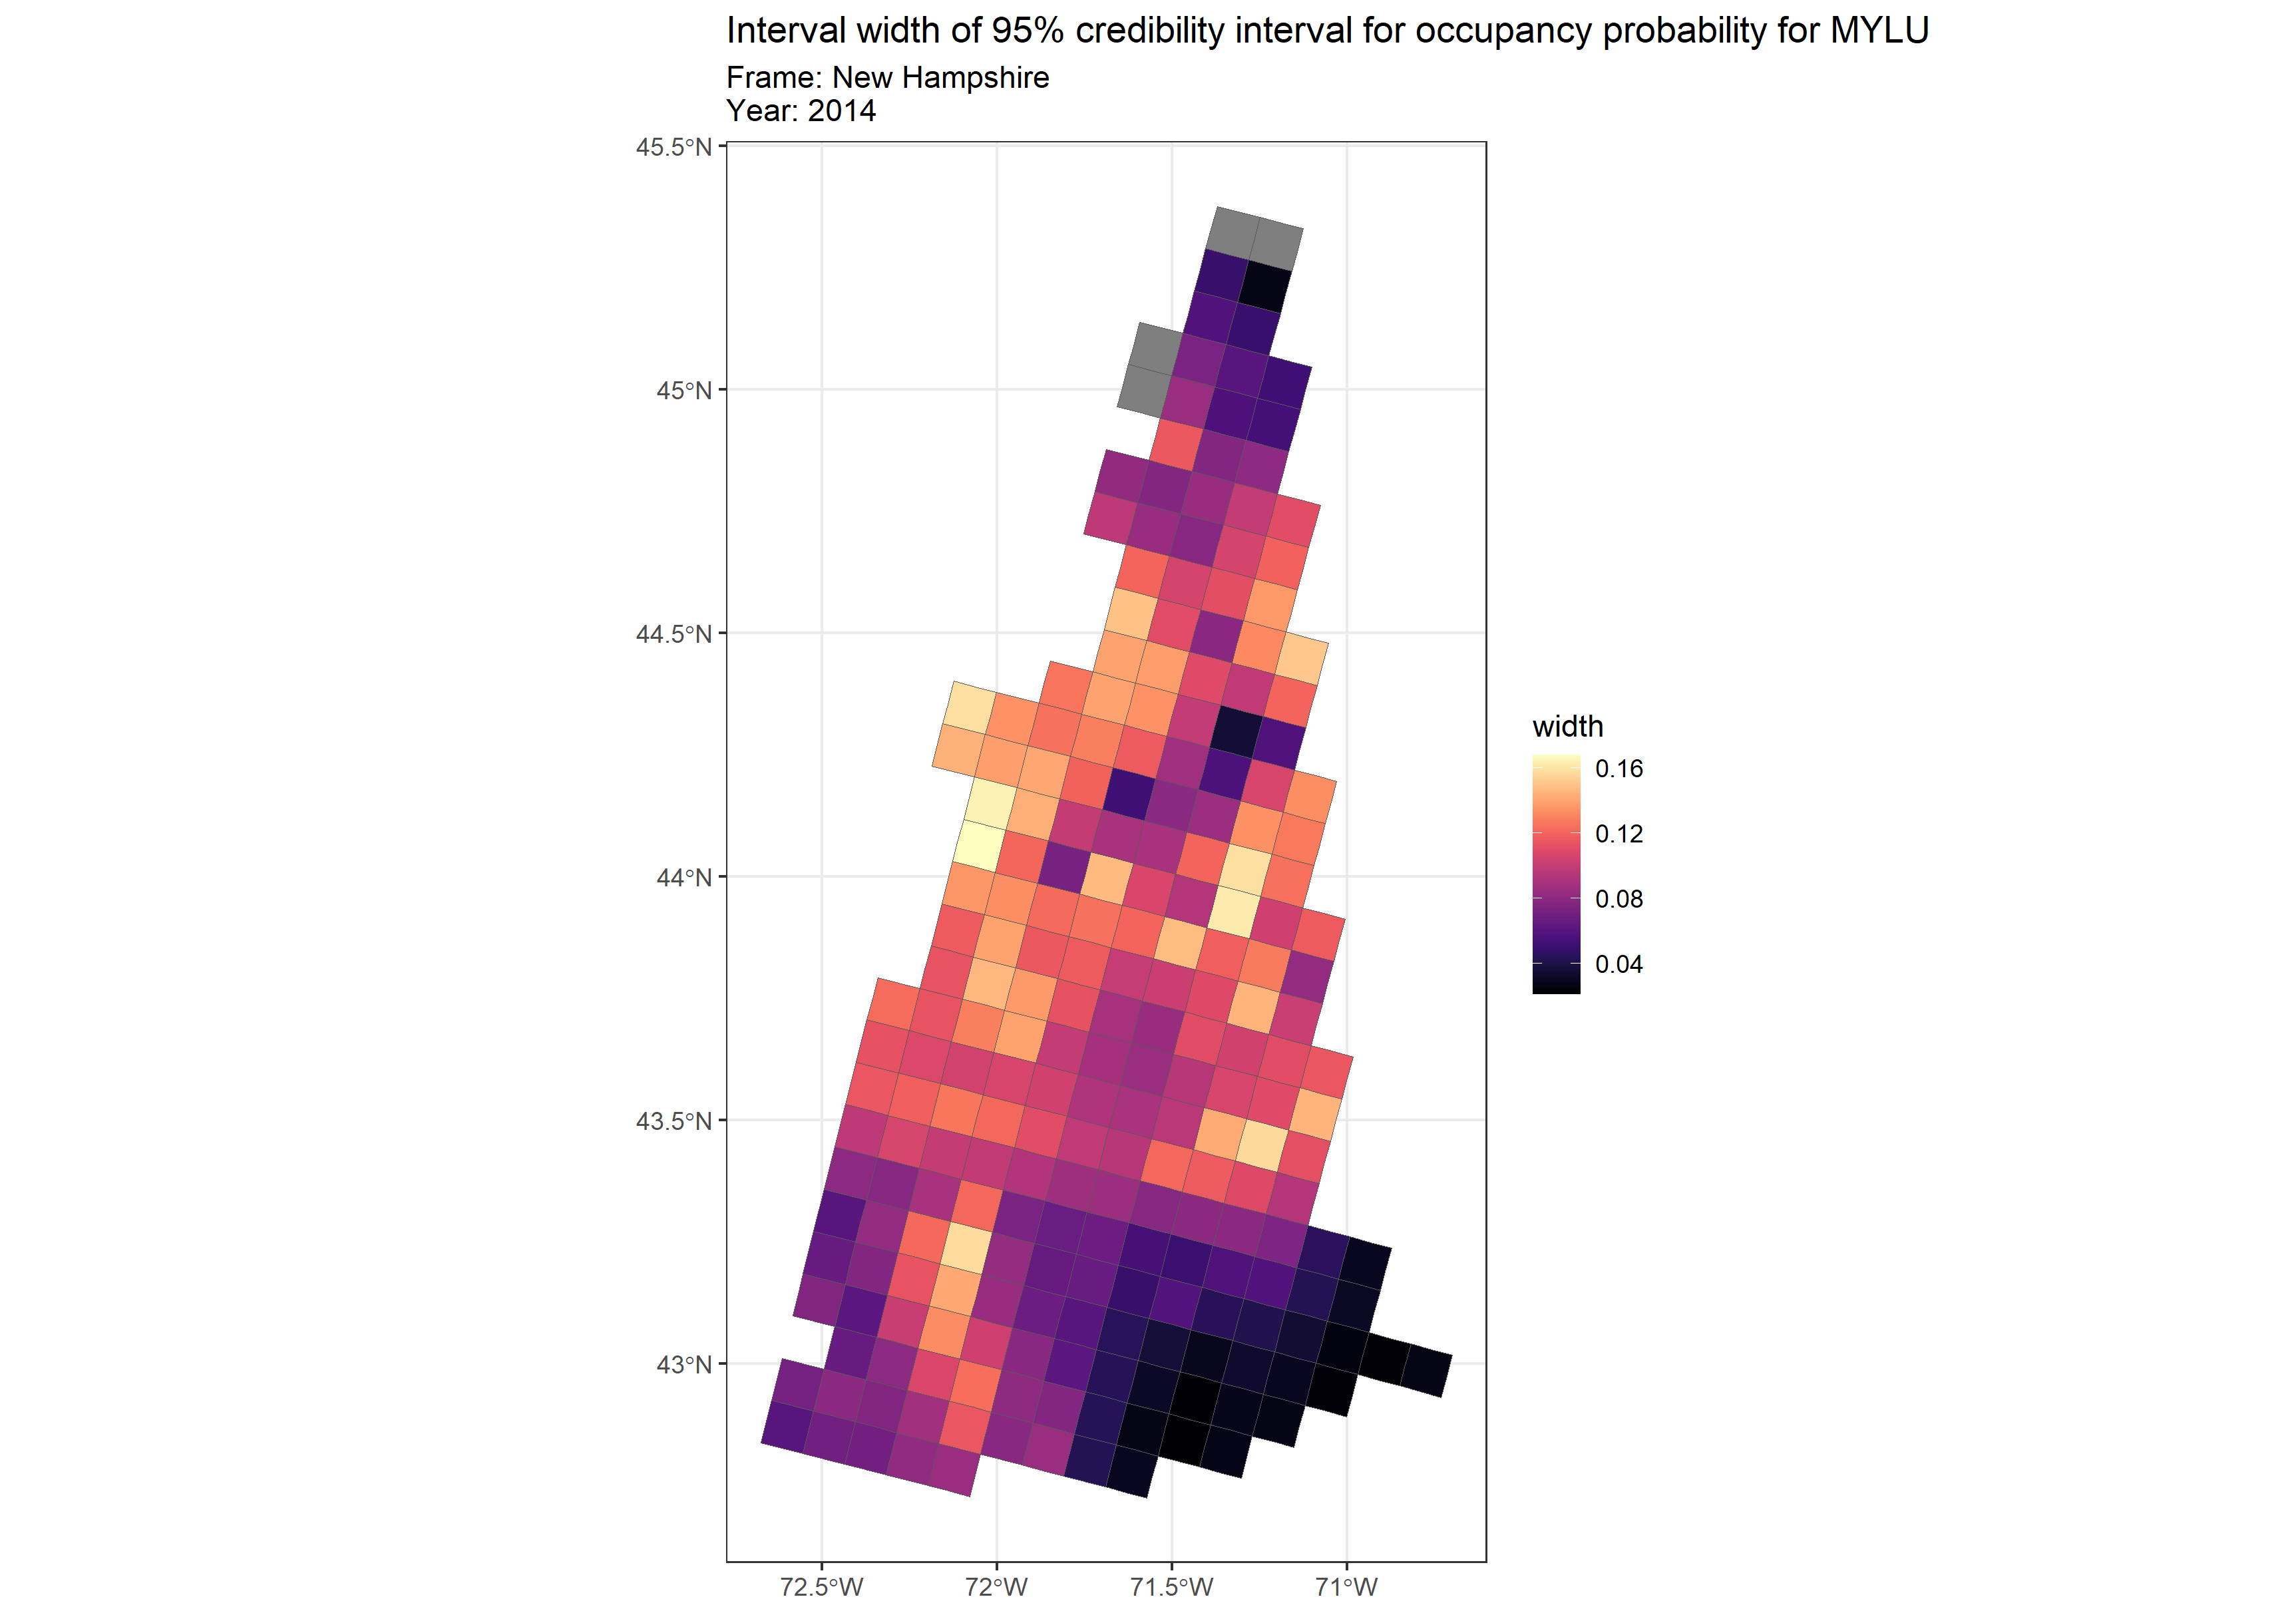 Interval width of 95% credibility interval for occupancy probability for MYLU
Frame: New Hampshire
Year: 2014
45.5°N
45°N
44.5°N
44°N
43.5°N
43°N
72.5°W
72°W
71.5°W
71°W
width
0.16
0.12
0.08
0.04